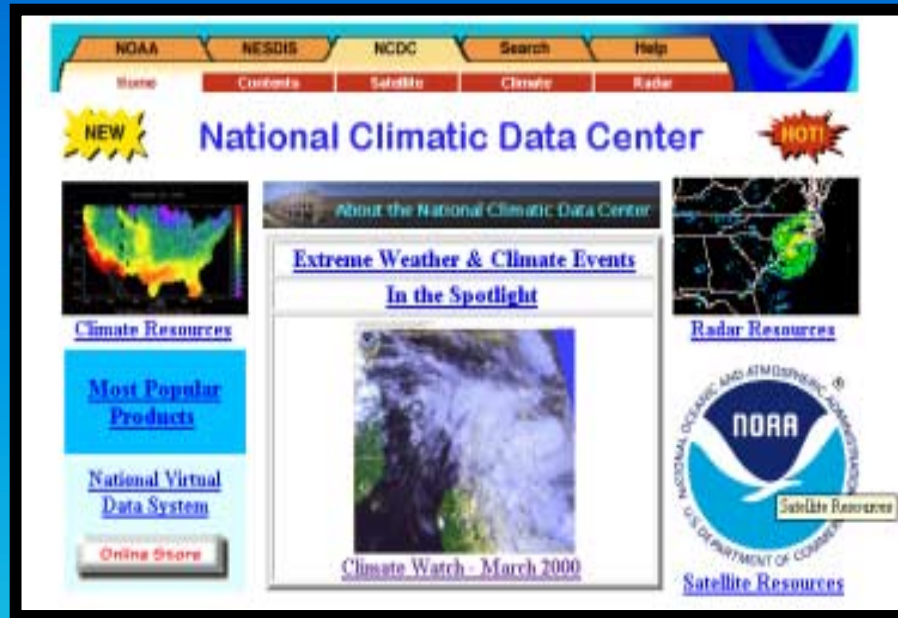 NOAA NESDIS NCDC Search Help
Home Contents Satellite Climate Radar
NEW National Climatic Data Center HOT!
About the National Climatic Data Center
Extreme Weather & Climate Events
In the Spotlight
Climate Resources
Radar Resources
Most Popular
Products
National Virtual
Data System
Online Store
Climate Watch - March 2000
NATIONAL OCEANIC AND ATMOSPHERIC ADMINISTRATION
U.S. DEPARTMENT OF COMMERCE
NOAA
®
Satellite Resources
Satellite Resources